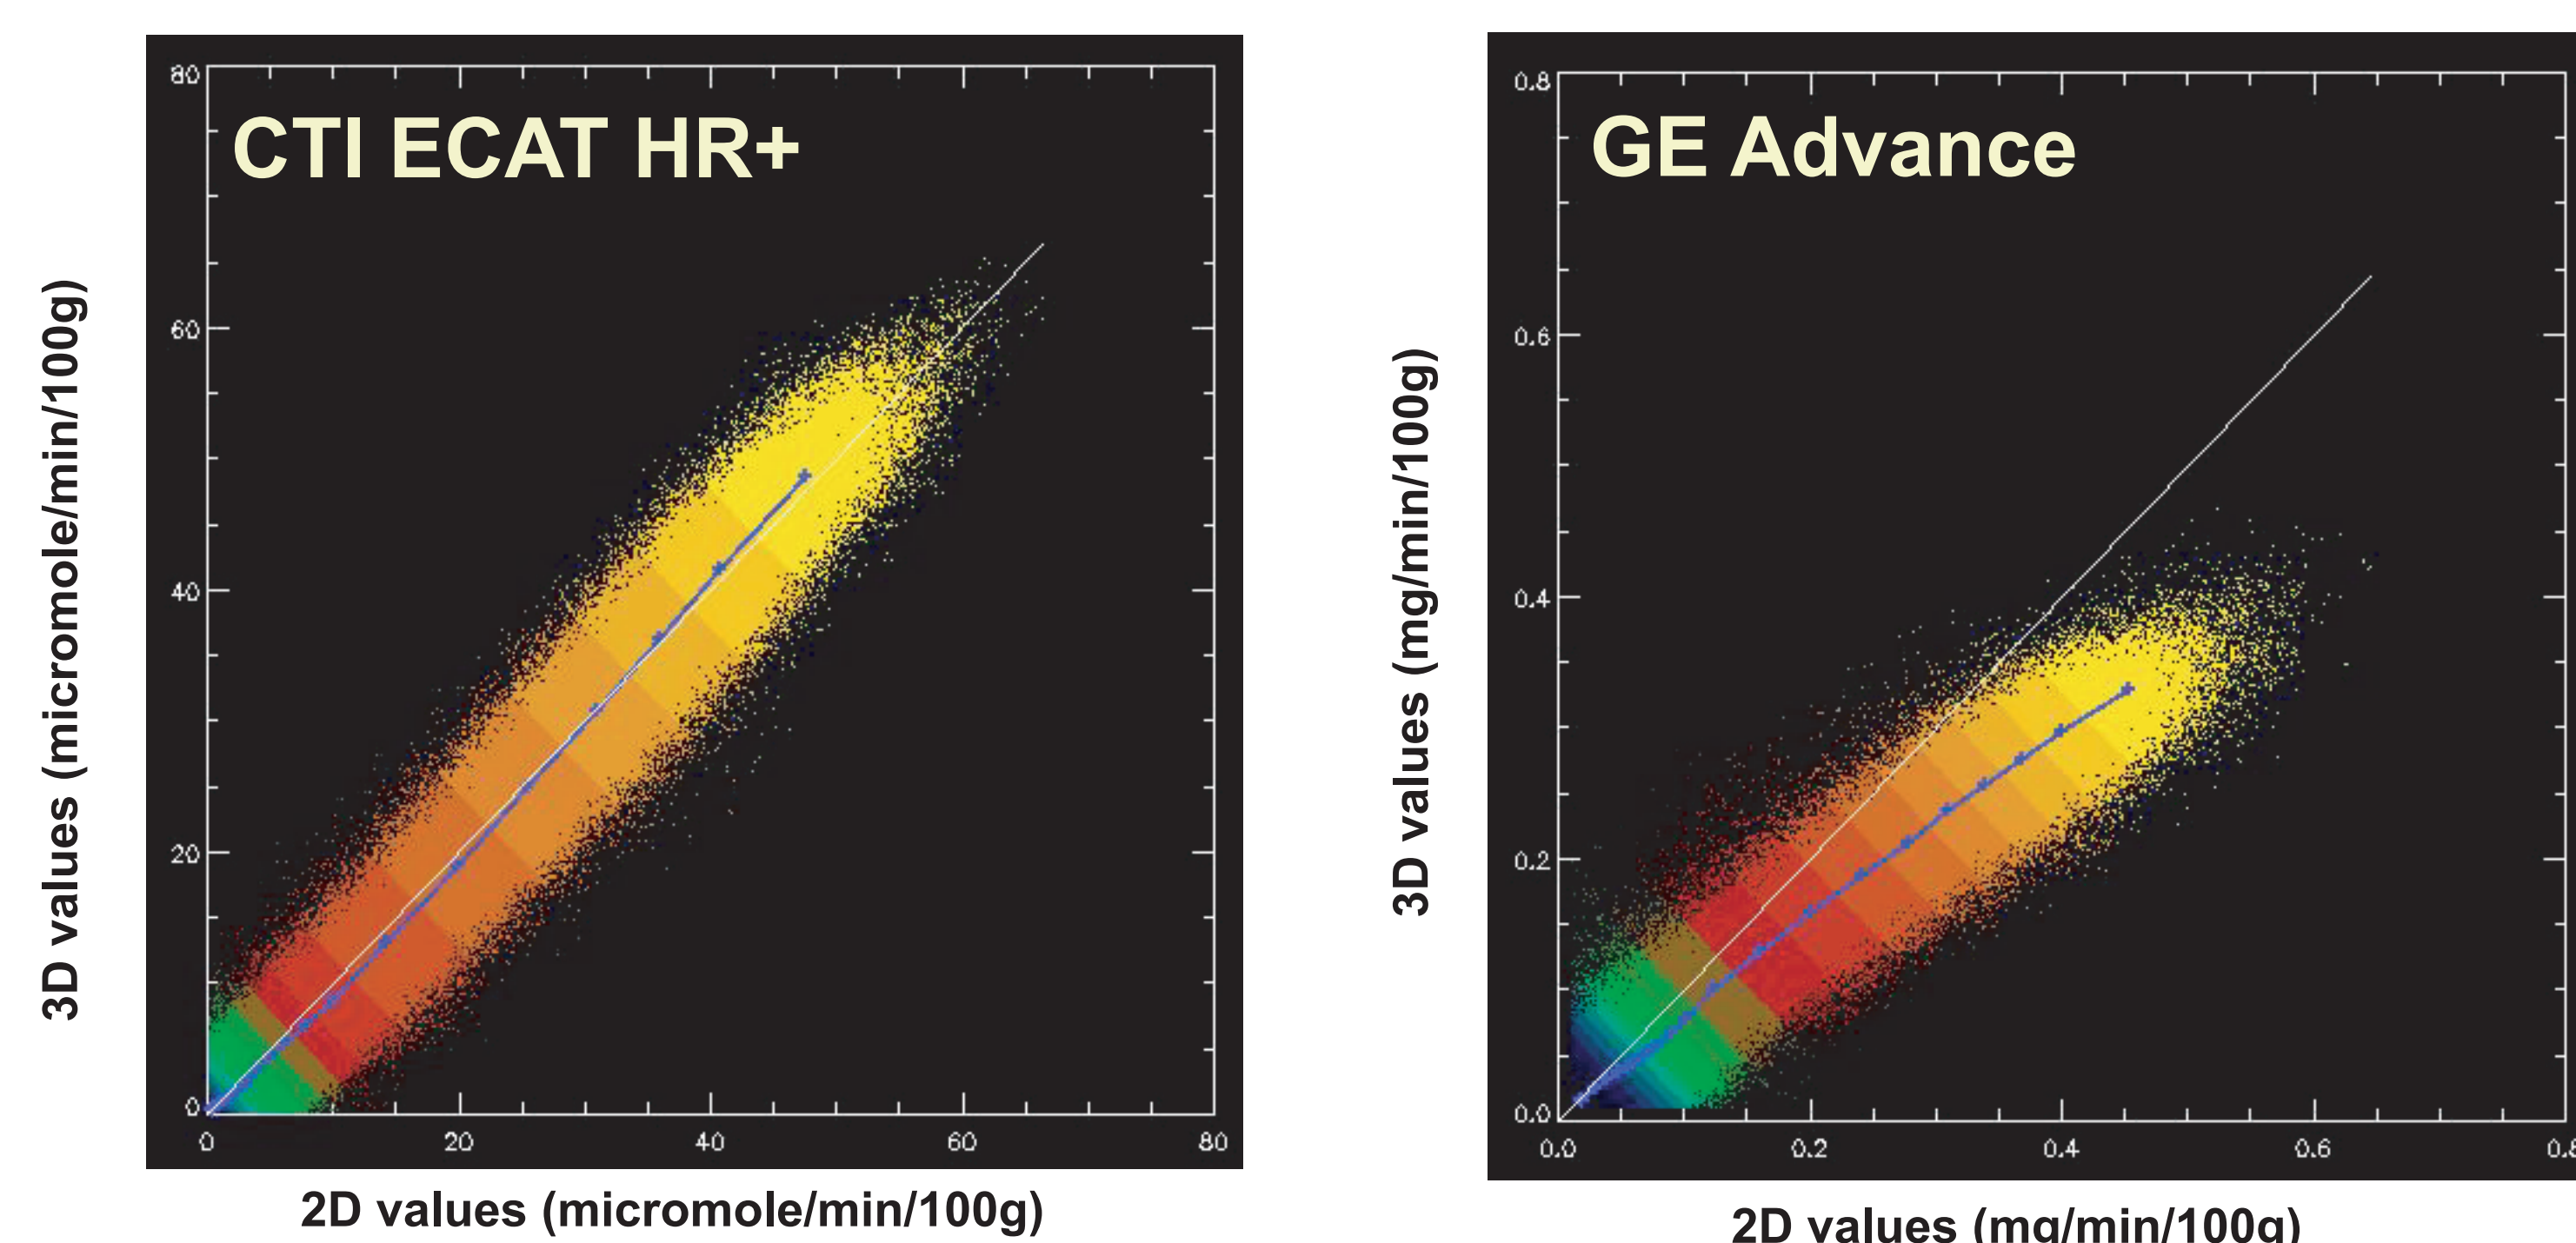 CTI ECAT HR+
80
60
40
20
0
0 20 40 60 80
3D values (micromole/min/100g)
2D values (micromole/min/100g)
GE Advance
0.8
0.6
0.4
0.2
0.0
0.0 0.2 0.4 0.6 0.8
3D values (mg/min/100g)
2D values (mg/min/100g)